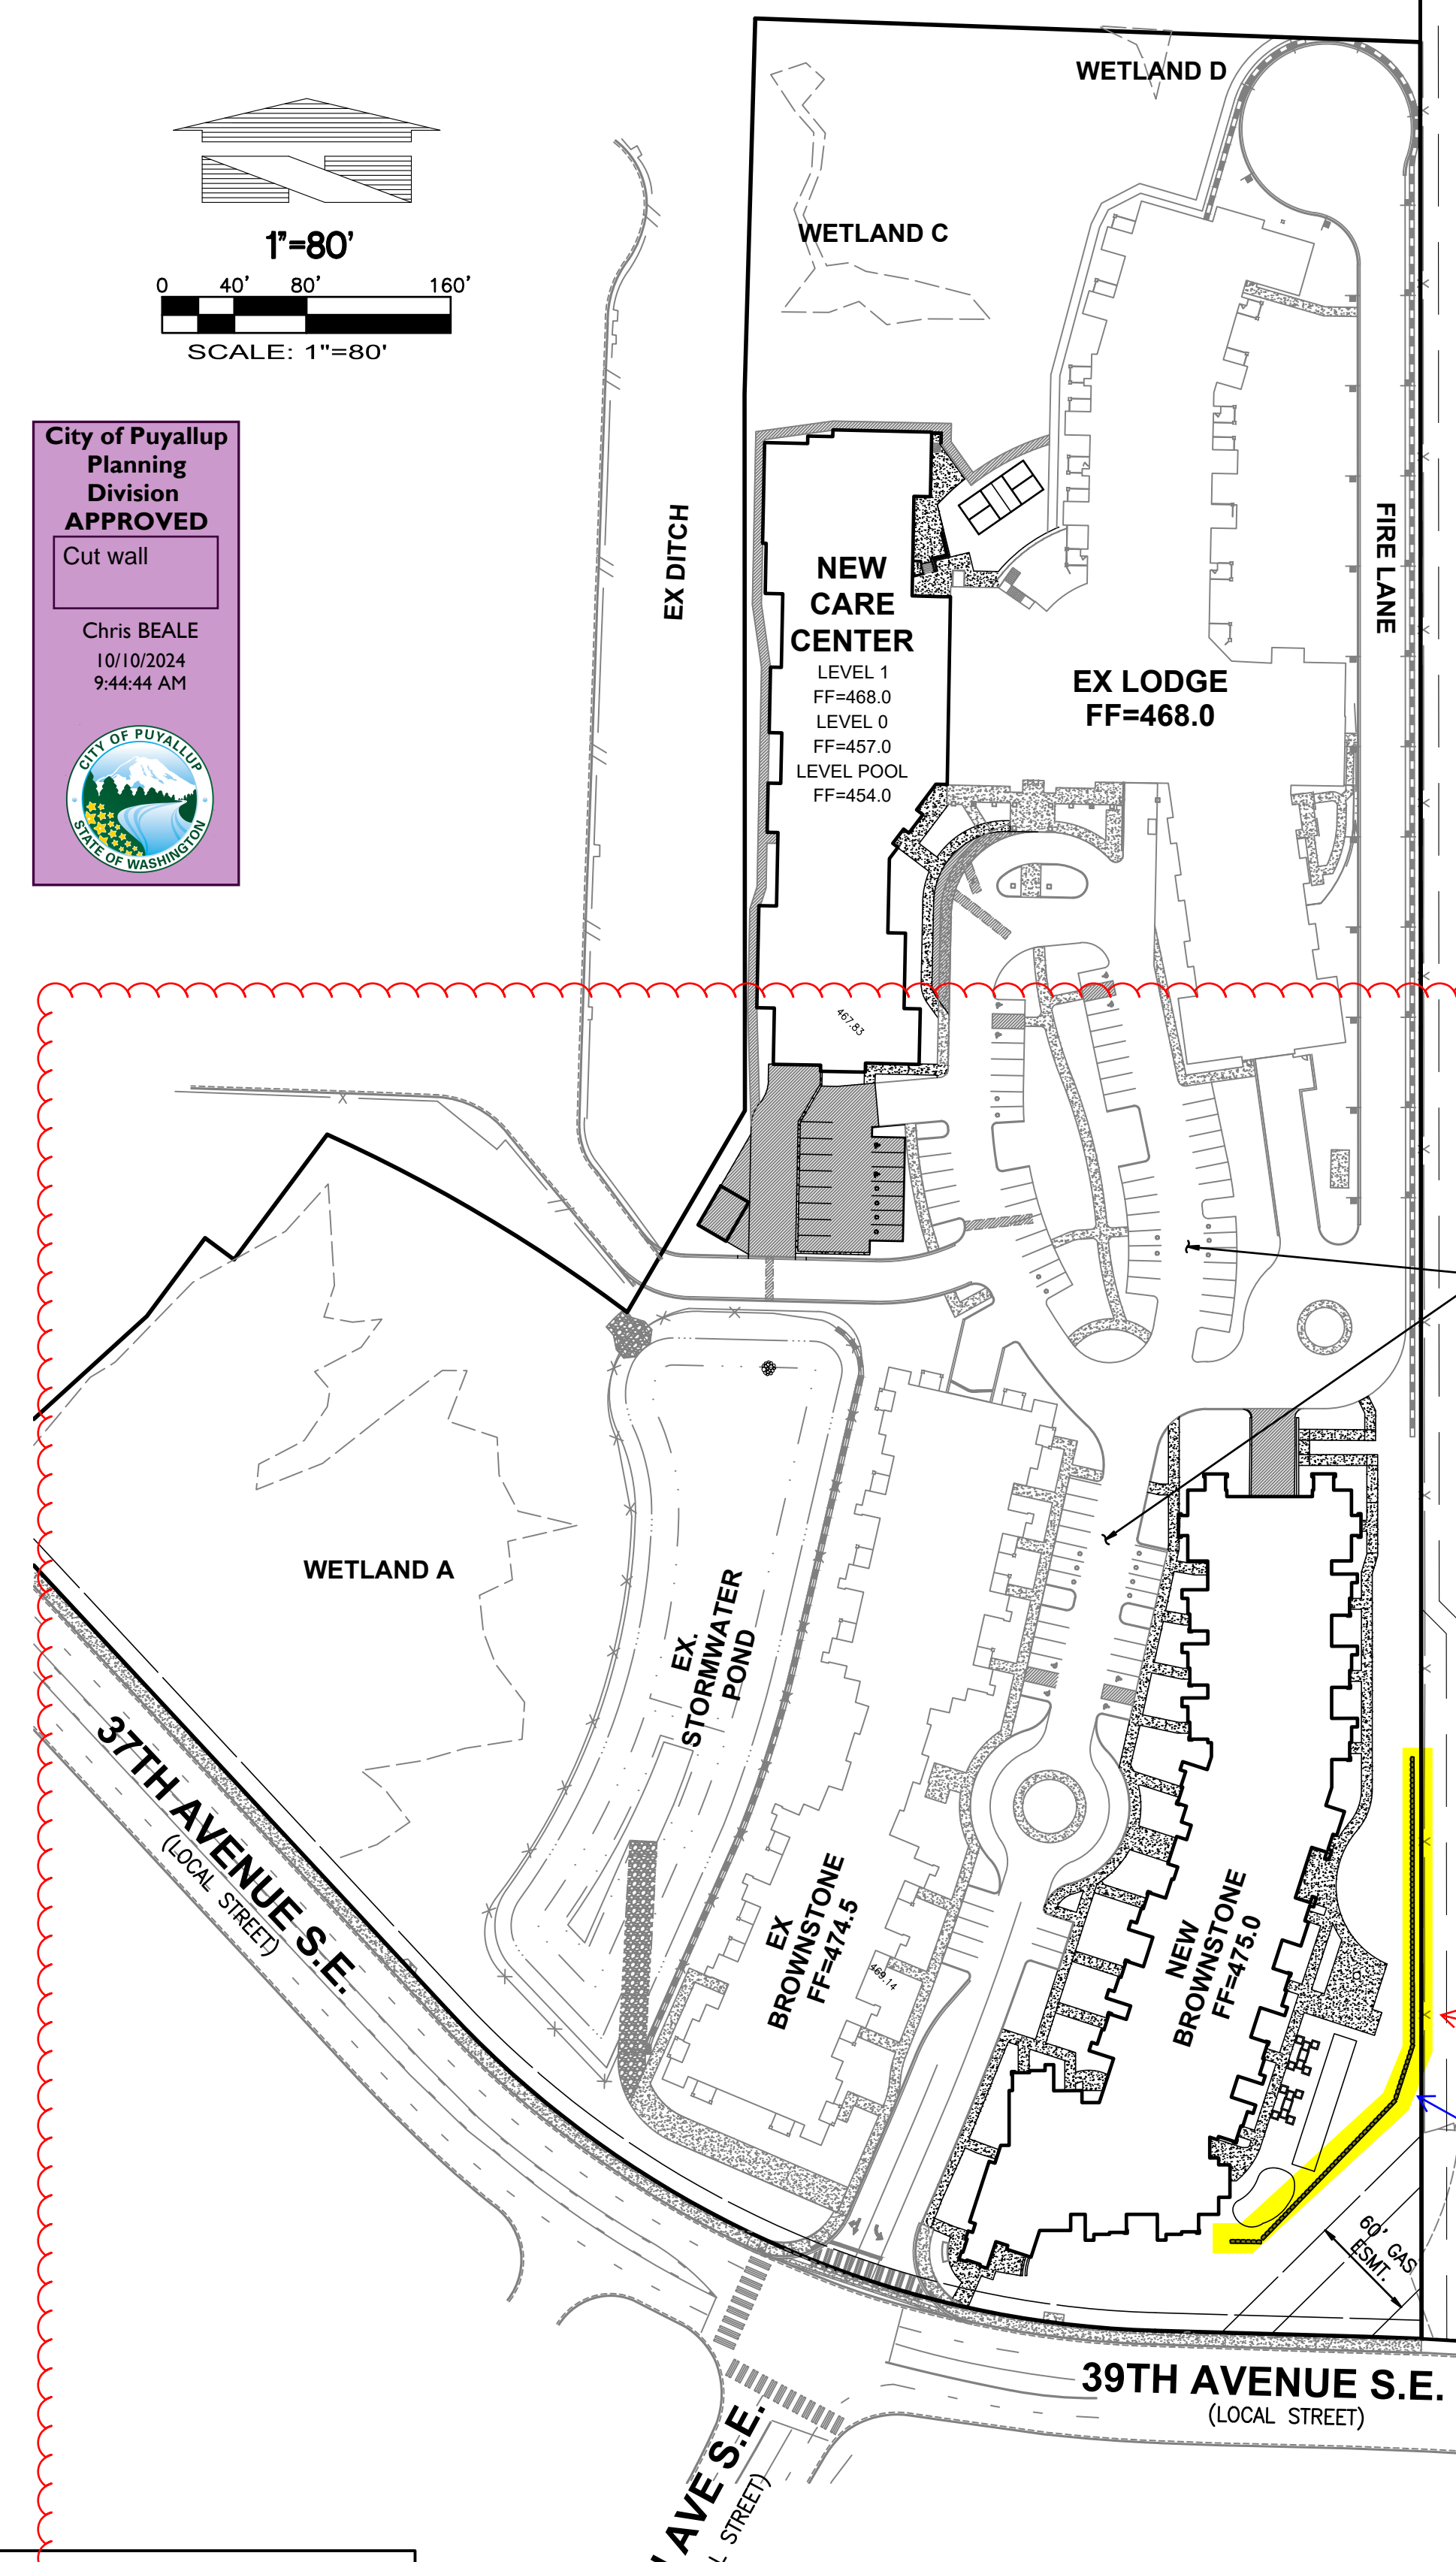 WETLAND D
1"=80'
0 40' 80' 160'
SCALE: 1"=80'
WETLAND C
City of Puyallup
Planning
Division
APPROVED
Cut wall
Chris BEALE
10/10/2024
9:44:44 AM
CITY OF PUYALLUP
STATE OF WASHINGTON
EX DITCH
NEW
CARE
CENTER
LEVEL 1
FF=468.0
LEVEL 0
FF=457.0
LEVEL POOL
FF=454.0
EX LODGE
FF=468.0
FIRE LANE
467.83
WETLAND A
EX.
STORMWATER
POND
37TH AVENUE S.E.
(LOCAL STREET)
EX
BROWNSTONE
FF=474.5
469.14
NEW
BROWNSTONE
FF=475.0
60' GAS
ESMT.
39TH AVENUE S.E.
(LOCAL STREET)
AVE S.E.
STREET)